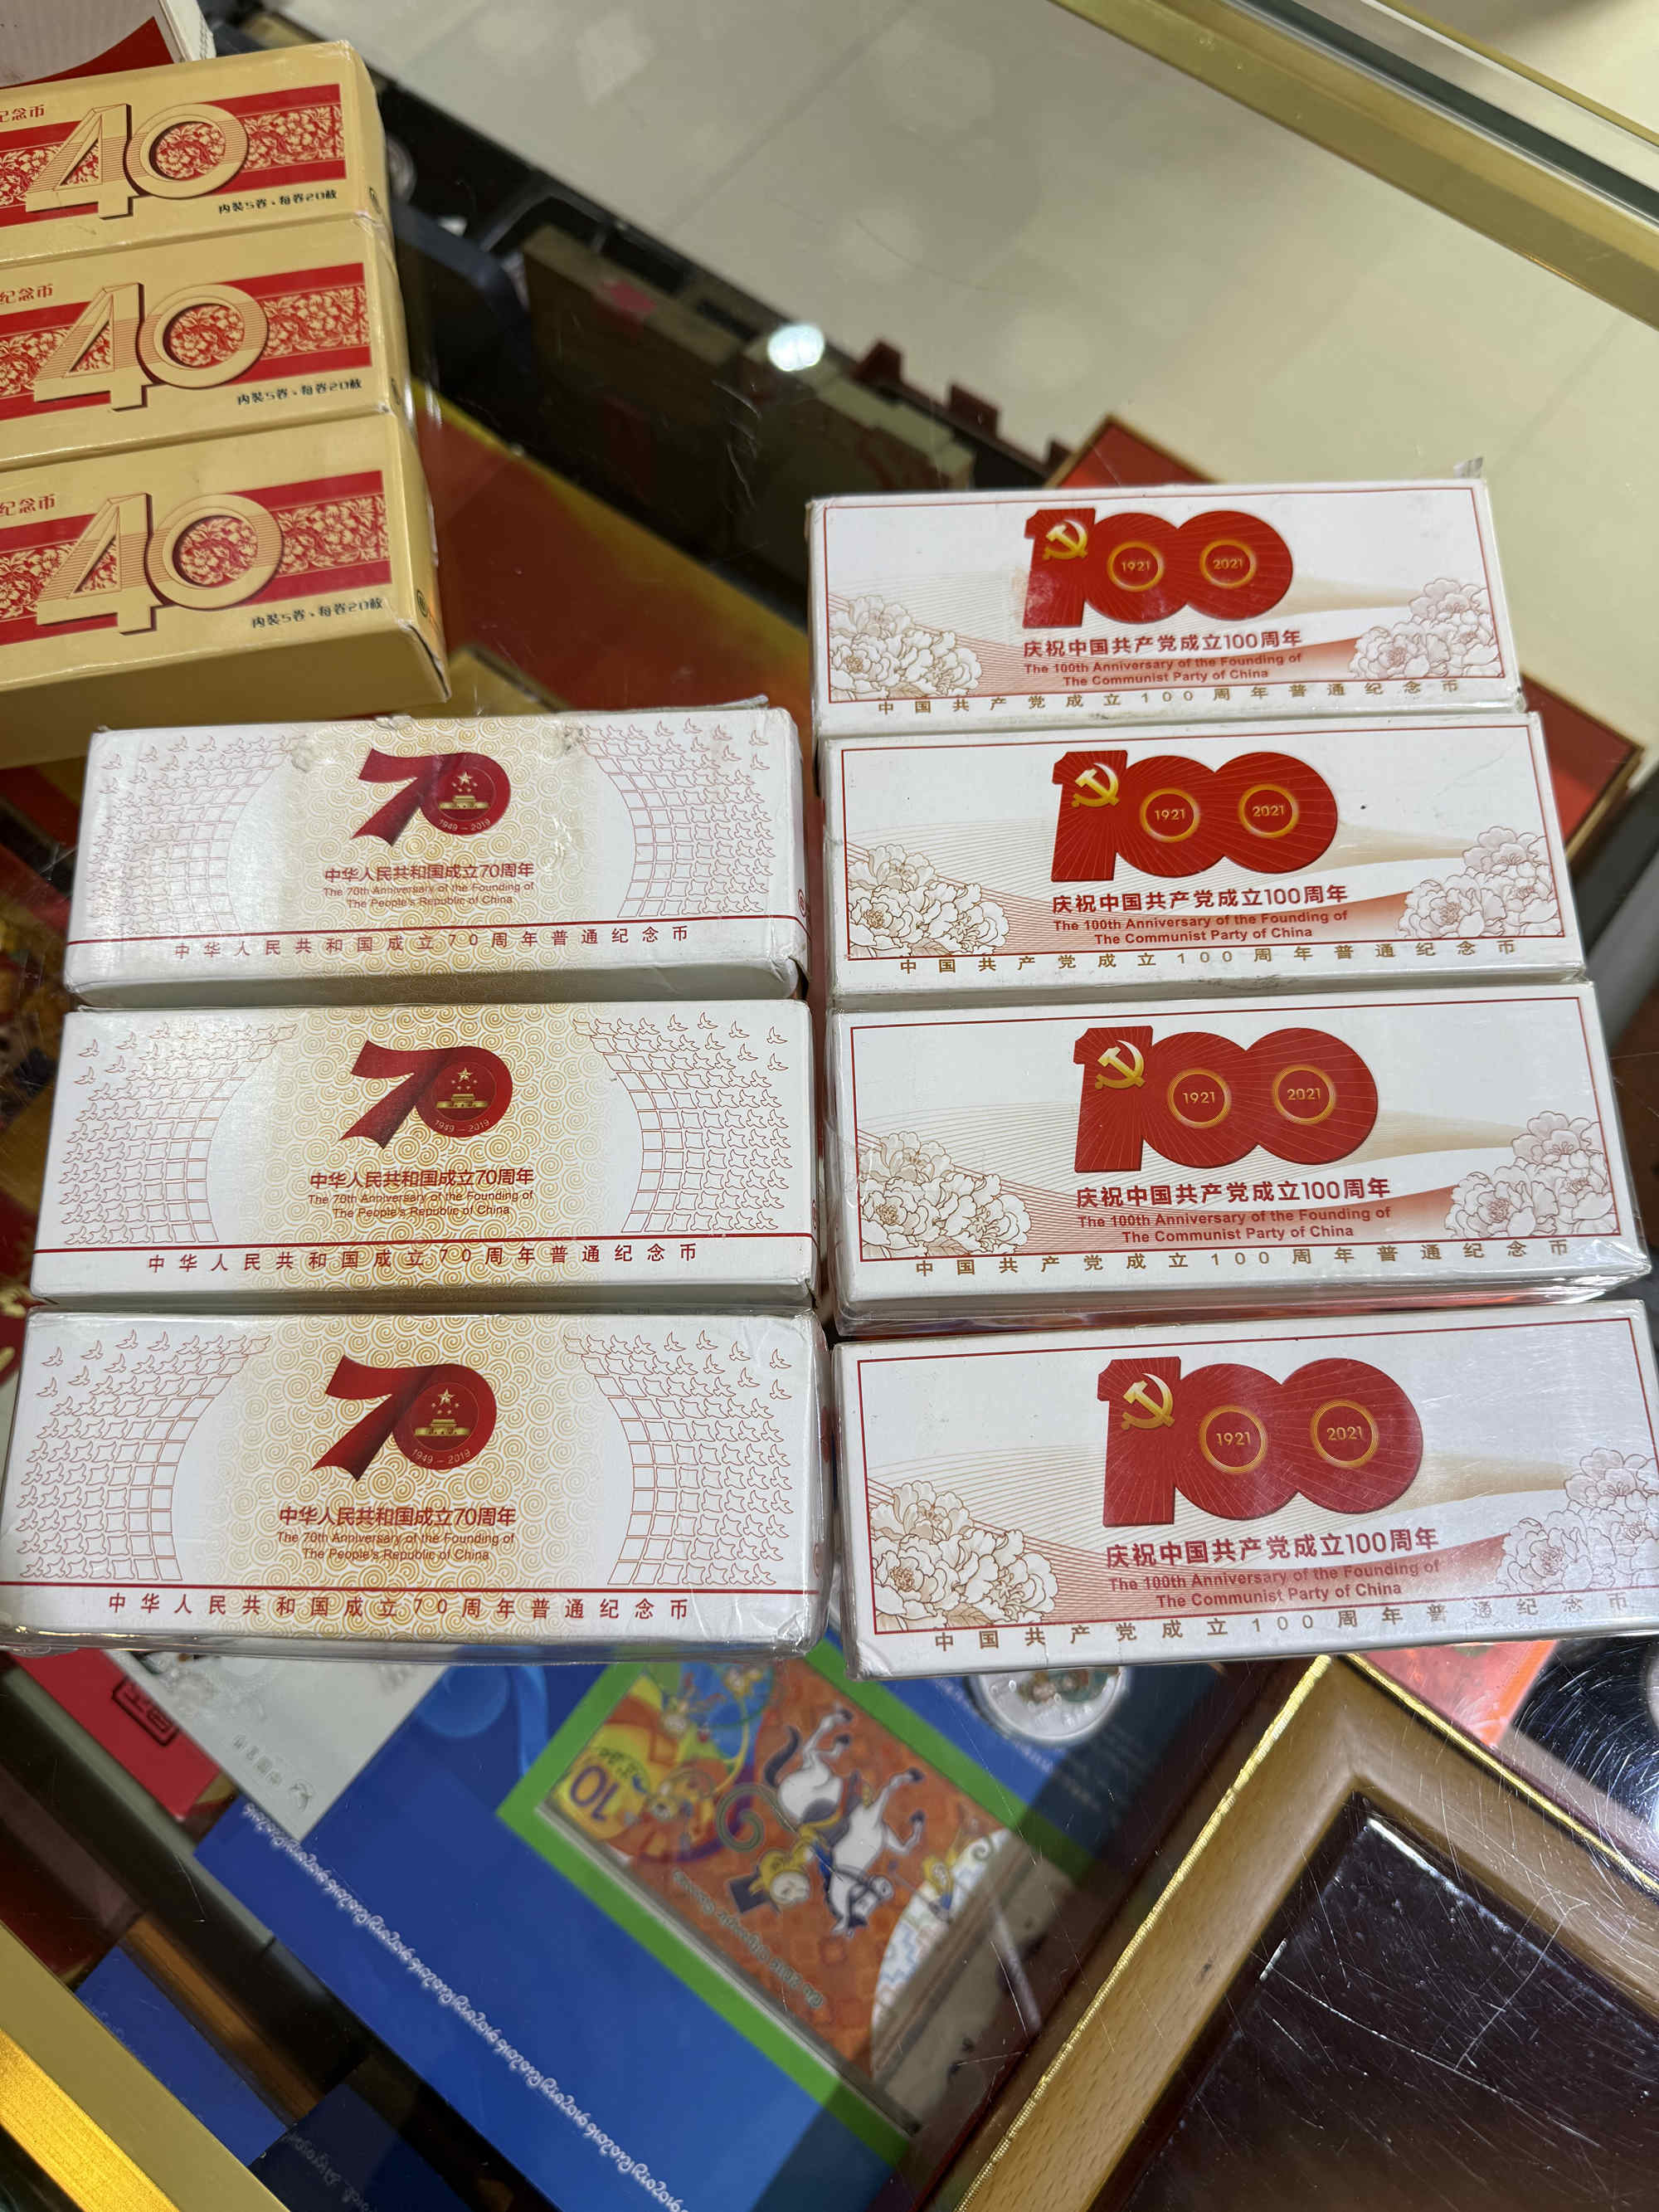 纪念币
40
内装5卷、每卷20枚
纪念币
40
内装5卷、每卷20枚
纪念币
40
内装5卷、每卷20枚
70
1949-2019
中华人民共和国成立70周年
The 70th Anniversary of the Founding of
The People's Republic of China
中华人民共和国成立70周年普通纪念币
70
1949-2019
中华人民共和国成立70周年
The 70th Anniversary of the Founding of
The People's Republic of China
中华人民共和国成立70周年普通纪念币
70
1949-2019
中华人民共和国成立70周年
The 70th Anniversary of the Founding of
The People's Republic of China
中华人民共和国成立70周年普通纪念币
100
1921 2021
庆祝中国共产党成立100周年
The 100th Anniversary of the Founding of
The Communist Party of China
中国共产党成立100周年普通纪念币
100
1921 2021
庆祝中国共产党成立100周年
The 100th Anniversary of the Founding of
The Communist Party of China
中国共产党成立100周年普通纪念币
100
1921 2021
庆祝中国共产党成立100周年
The 100th Anniversary of the Founding of
The Communist Party of China
中国共产党成立100周年普通纪念币
100
1921 2021
庆祝中国共产党成立100周年
The 100th Anniversary of the Founding of
The Communist Party of China
中国共产党成立100周年普通纪念币
10